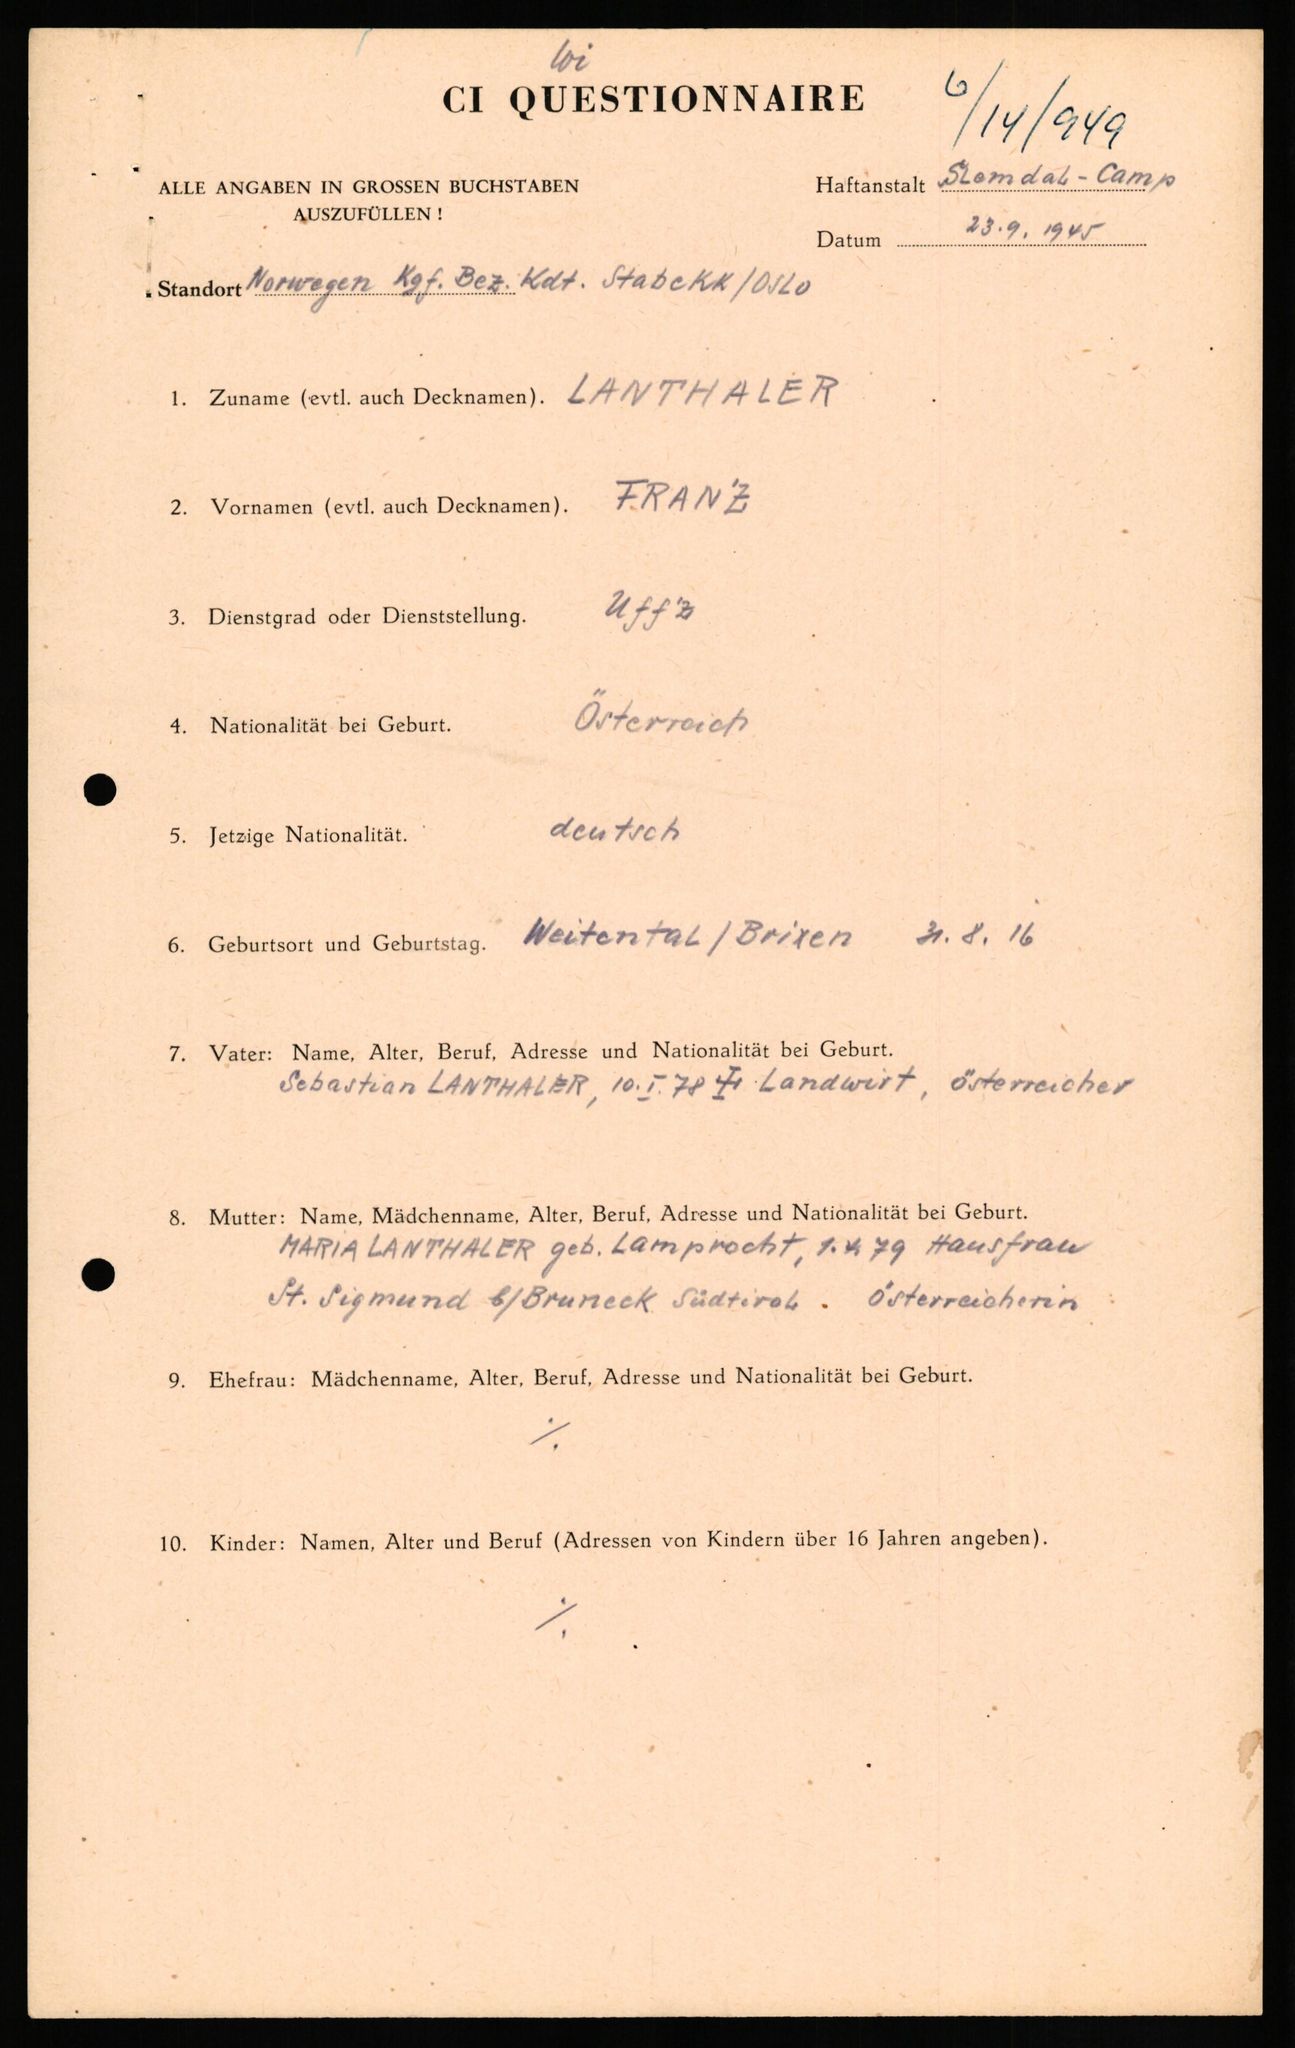 Wi
CI QUESTIONNAIRE
6/14/949
ALLE ANGABEN IN GROSSEN BUCHSTABEN
AUSZUFÜLLEN!
Haftanstalt Slemdal-Camp
Datum 23.9.1945
Standort Norwegen Kgf. Bez. Kdt. Stabekk/Oslo
1. Zuname (evtl. auch Decknamen). LANTHALER
2. Vornamen (evtl. auch Decknamen). FRANZ
3. Dienstgrad oder Dienststellung. Uffz
4. Nationalität bei Geburt. Österreich
5. Jetzige Nationalität. deutsch
6. Geburtsort und Geburtstag. Weitental/Brixen 31.8.16
7. Vater: Name, Alter, Beruf, Adresse und Nationalität bei Geburt.
Sebastian LANTHALER, 10.I.78 Landwirt, Österreicher
8. Mutter: Name, Mädchenname, Alter, Beruf, Adresse und Nationalität bei Geburt.
MARIA LANTHALER geb. Lamprecht, 79 Hausfrau
St. Sigmund b/Bruneck Südtirol. Österreicherin
9. Ehefrau: Mädchenname, Alter, Beruf, Adresse und Nationalität bei Geburt.
·/.
10. Kinder: Namen, Alter und Beruf (Adressen von Kindern über 16 Jahren angeben).
·/.